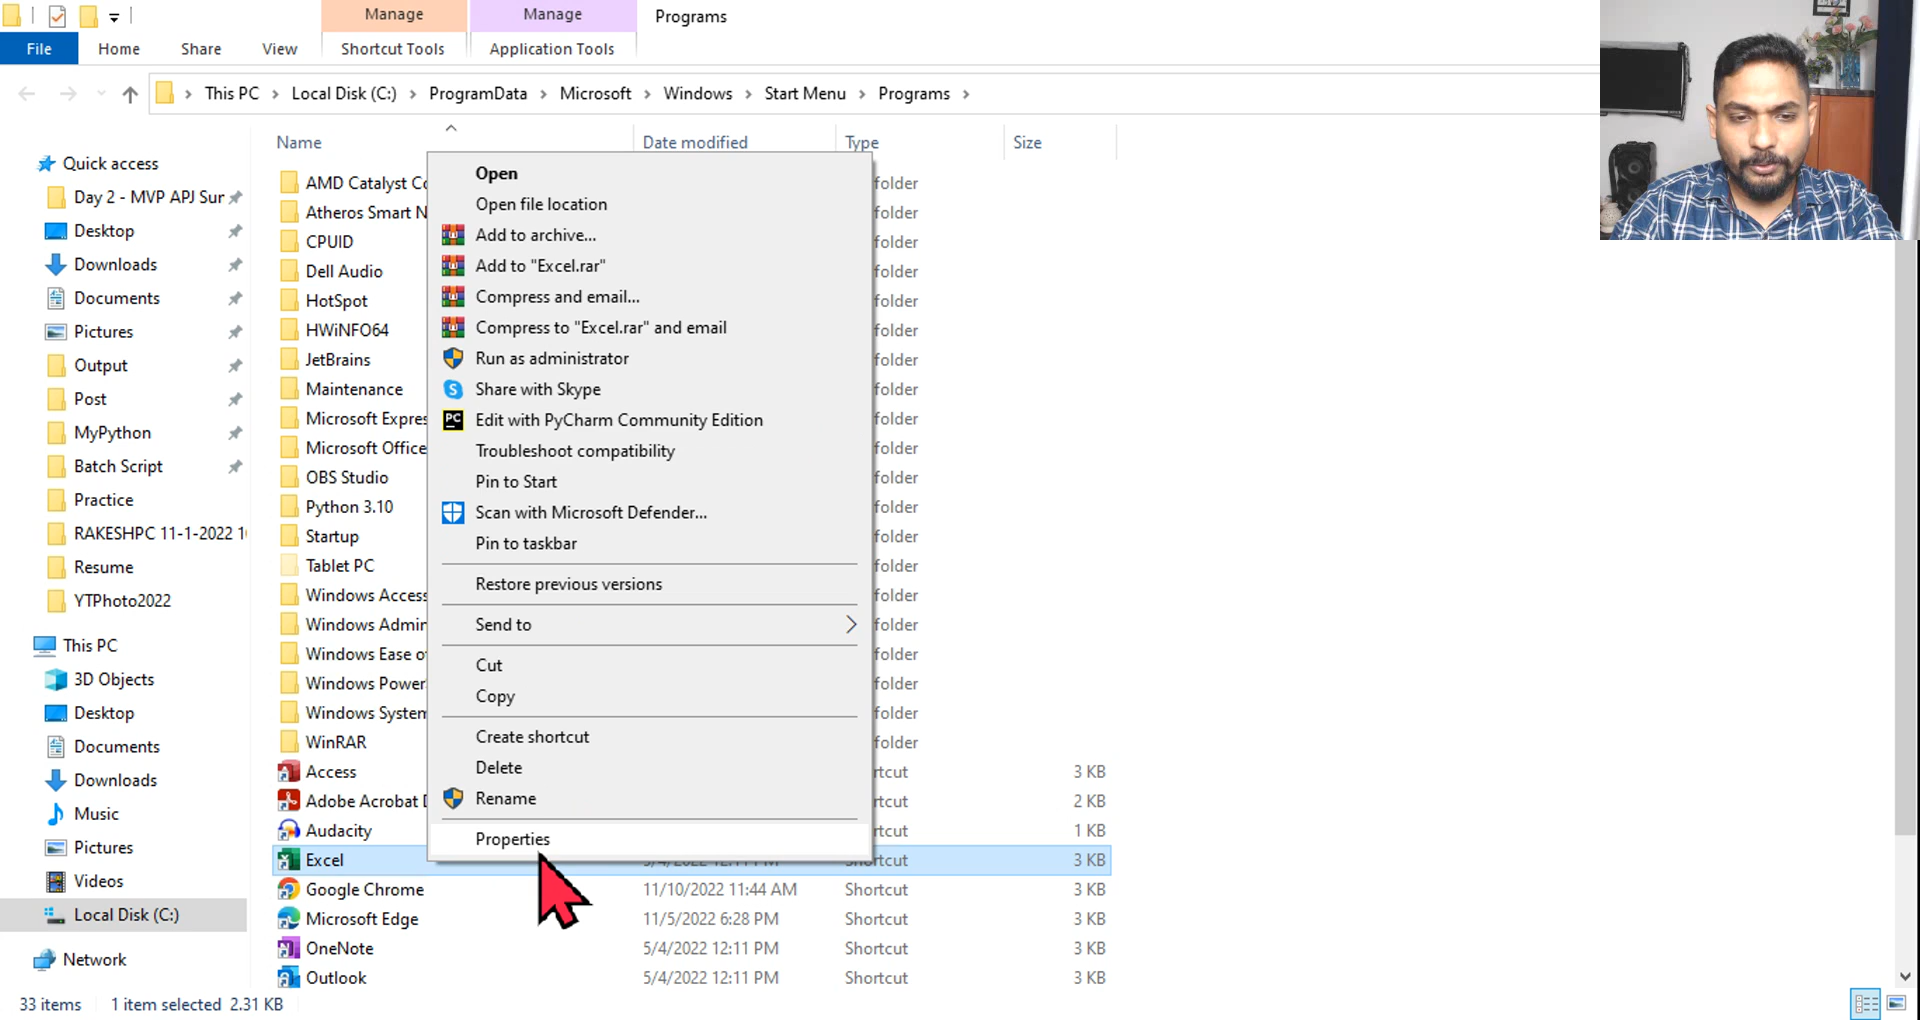 Manage
Manage
Programs
File
Home
Share
View
Shortcut Tools
Application Tools
This PC
Local Disk (C:)
ProgramData
Microsoft
Windows
Start Menu
Programs
Name
Date modified
Type
Size
Quick access
Day 2 - MVP APJ Sur
Desktop
Downloads
Documents
Pictures
Output
Post
MyPython
Batch Script
Practice
RAKESHPC 11-1-2022 1
Resume
YTPhoto2022
This PC
3D Objects
Desktop
Documents
Downloads
Music
Pictures
Videos
Local Disk (C:)
Network
AMD Catalyst Co
folder
Atheros Smart N
folder
CPUID
folder
Dell Audio
folder
HotSpot
folder
HWiNFO64
folder
JetBrains
folder
Maintenance
folder
Microsoft Expres
folder
Microsoft Office
folder
OBS Studio
folder
Python 3.10
folder
Startup
folder
Tablet PC
folder
Windows Access
folder
Windows Admin
folder
Windows Ease of
folder
Windows Power
folder
Windows System
folder
WinRAR
folder
Access
rtcut
3 KB
Adobe Acrobat D
rtcut
2 KB
Audacity
rtcut
1 KB
Excel
5/4/2022 12:11 PM
Shortcut
3 KB
Google Chrome
11/10/2022 11:44 AM
Shortcut
3 KB
Microsoft Edge
11/5/2022 6:28 PM
Shortcut
3 KB
OneNote
5/4/2022 12:11 PM
Shortcut
3 KB
Outlook
5/4/2022 12:11 PM
Shortcut
3 KB
Open
Open file location
Add to archive...
Add to "Excel.rar"
Compress and email...
Compress to "Excel.rar" and email
Run as administrator
Share with Skype
Edit with PyCharm Community Edition
Troubleshoot compatibility
Pin to Start
Scan with Microsoft Defender...
Pin to taskbar
Restore previous versions
Send to
Cut
Copy
Create shortcut
Delete
Rename
Properties
33 items
1 item selected 2.31 KB